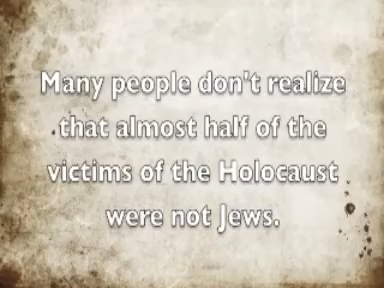 Many people don't realize
that almost half of the
victims of the Holocaust
were not Jews.